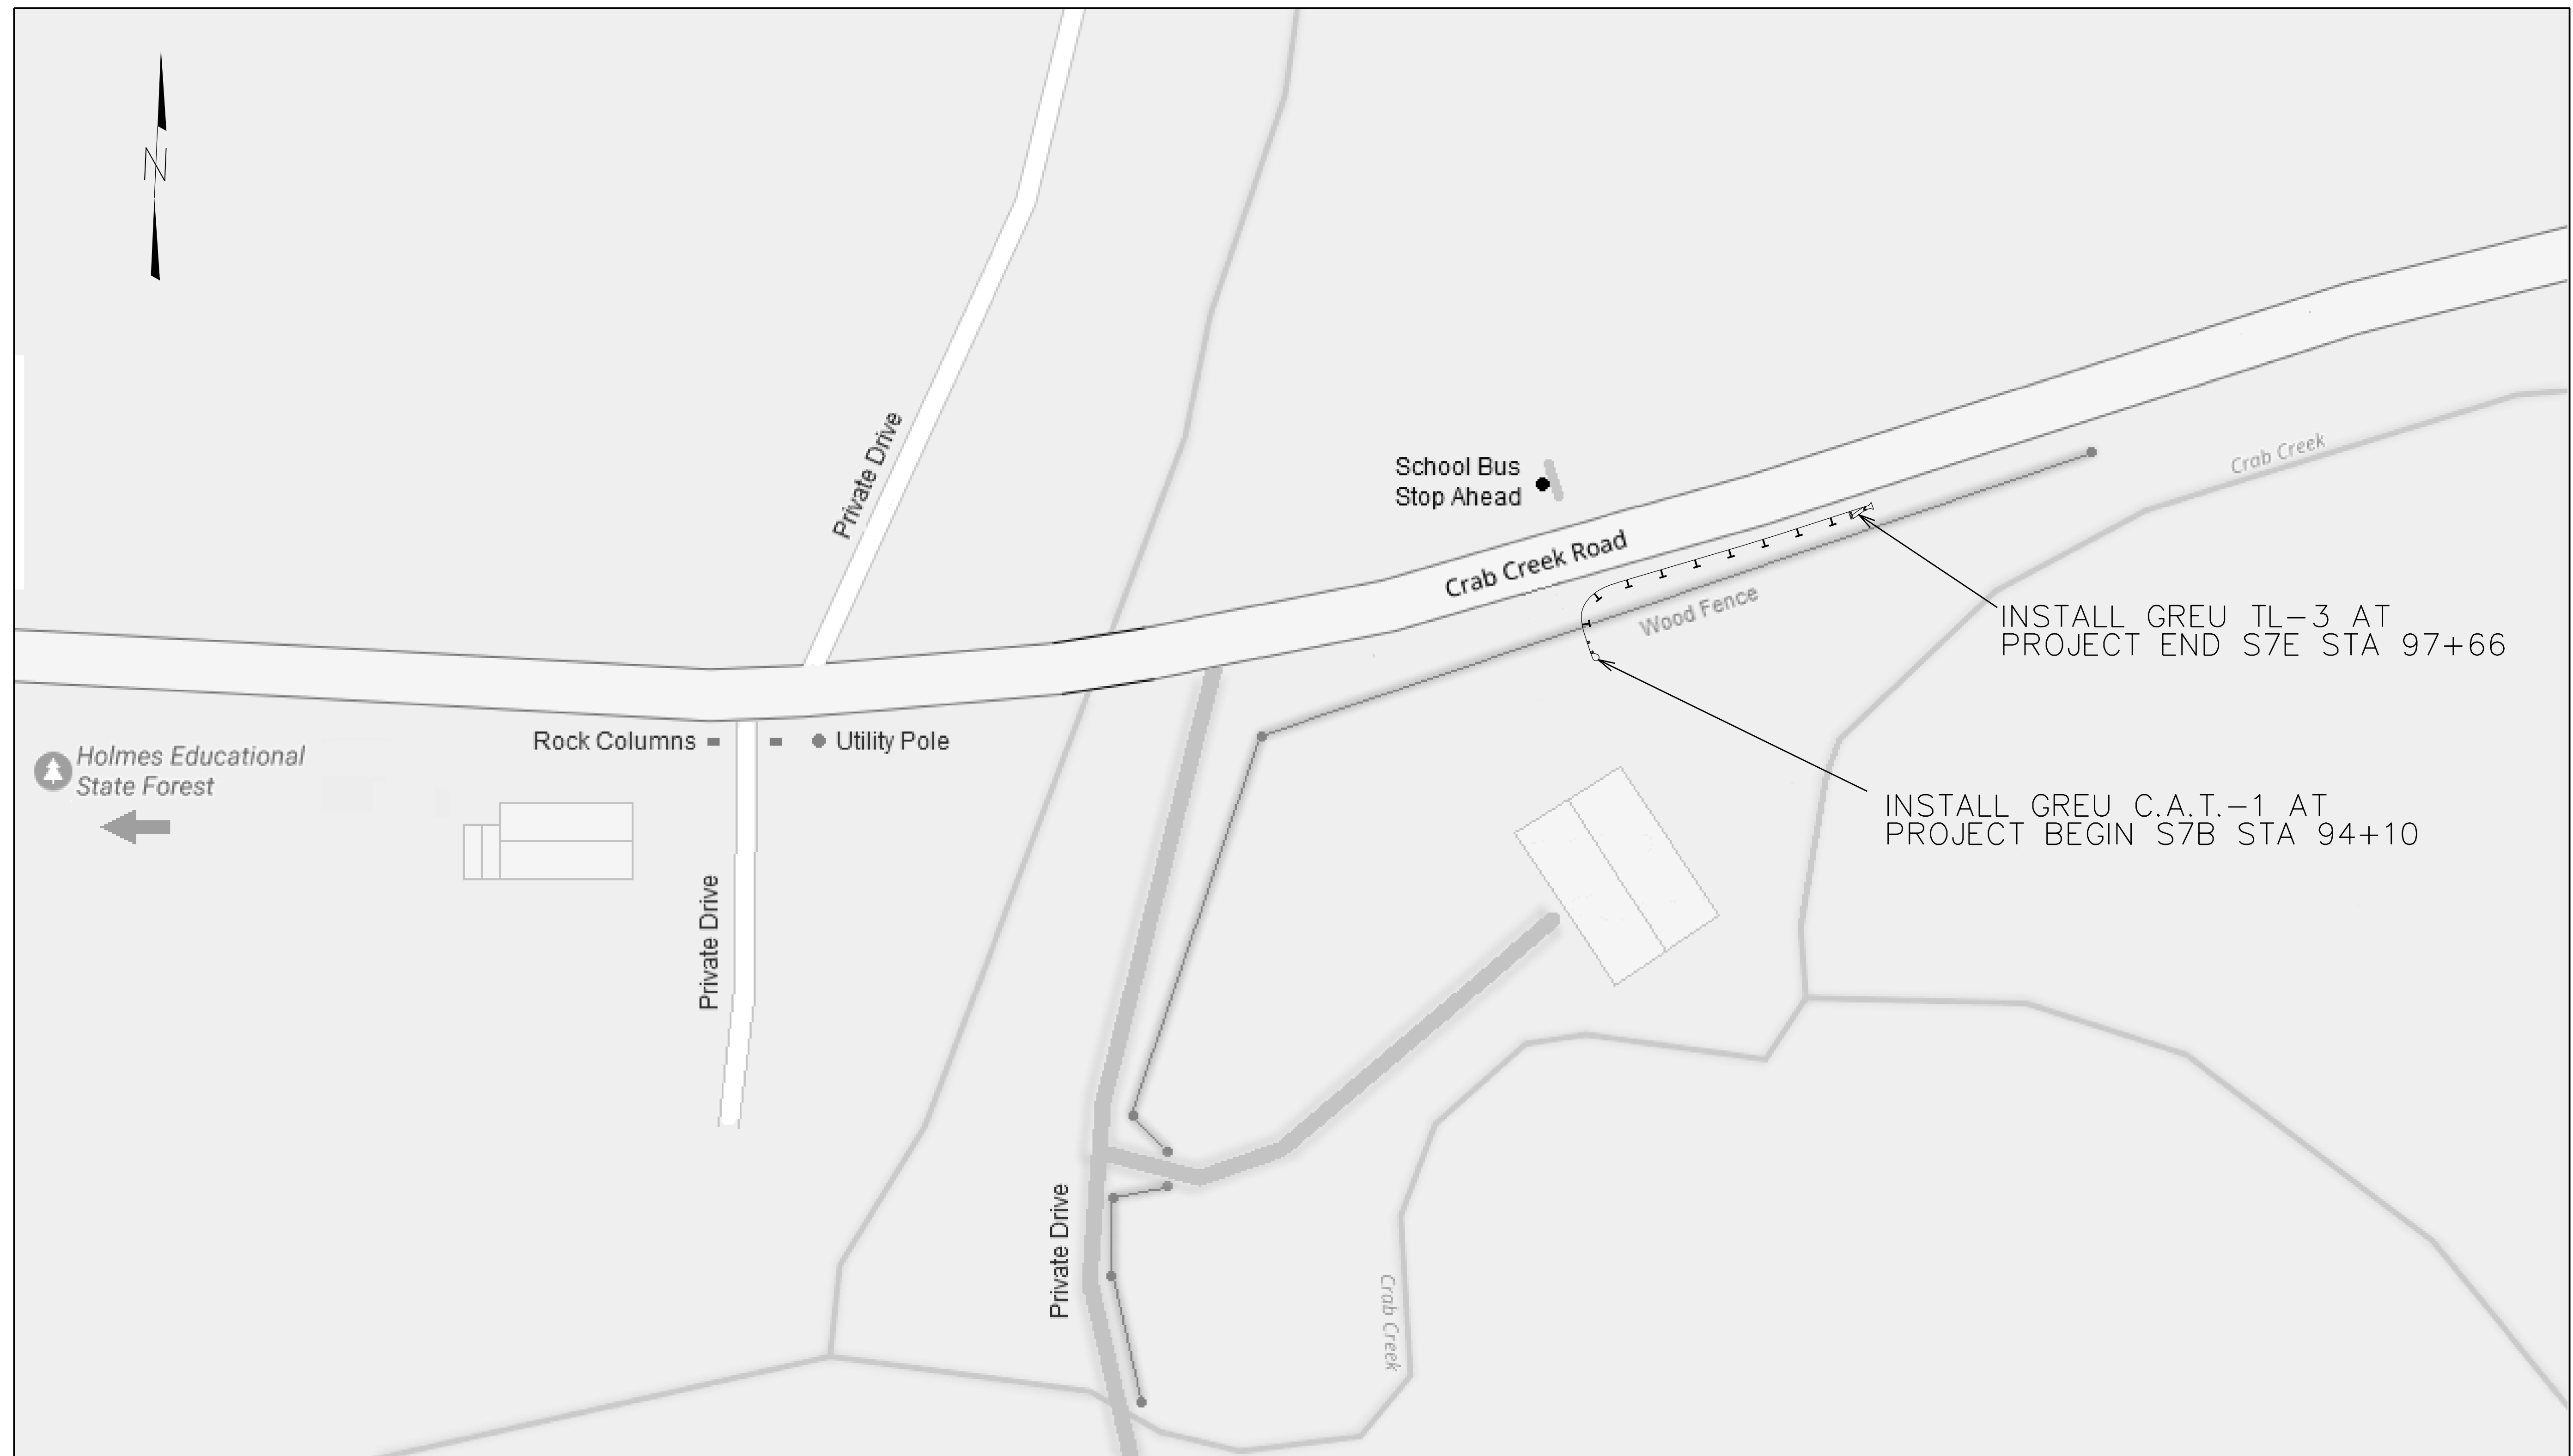 N
Private Drive
School Bus
Stop Ahead
Crab Creek
Crab Creek Road
Wood Fence
INSTALL GREU TL-3 AT
PROJECT END S7E STA 97+66
Rock Columns
Utility Pole
Holmes Educational
State Forest
INSTALL GREU C.A.T.-1 AT
PROJECT BEGIN S7B STA 94+10
Private Drive
Private Drive
Crab Creek